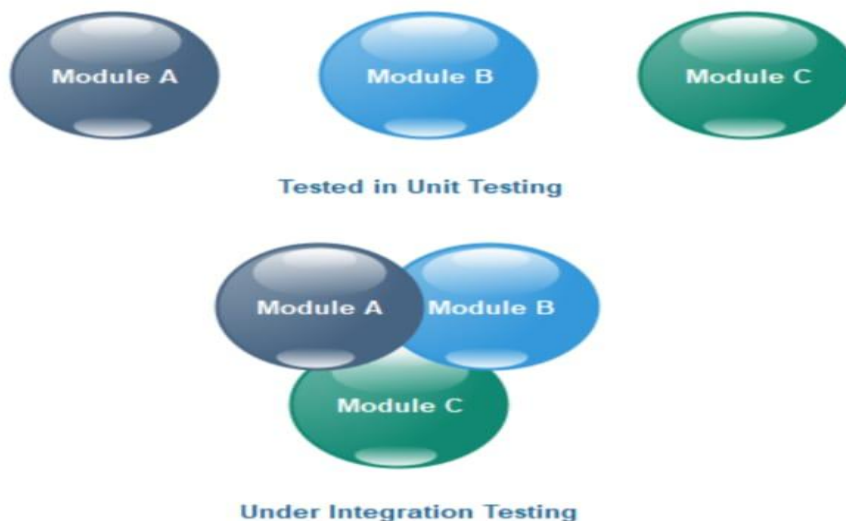 Module A
Module B
Module C
Tested in Unit Testing
Module A
Module B
Module C
Under Integration Testing